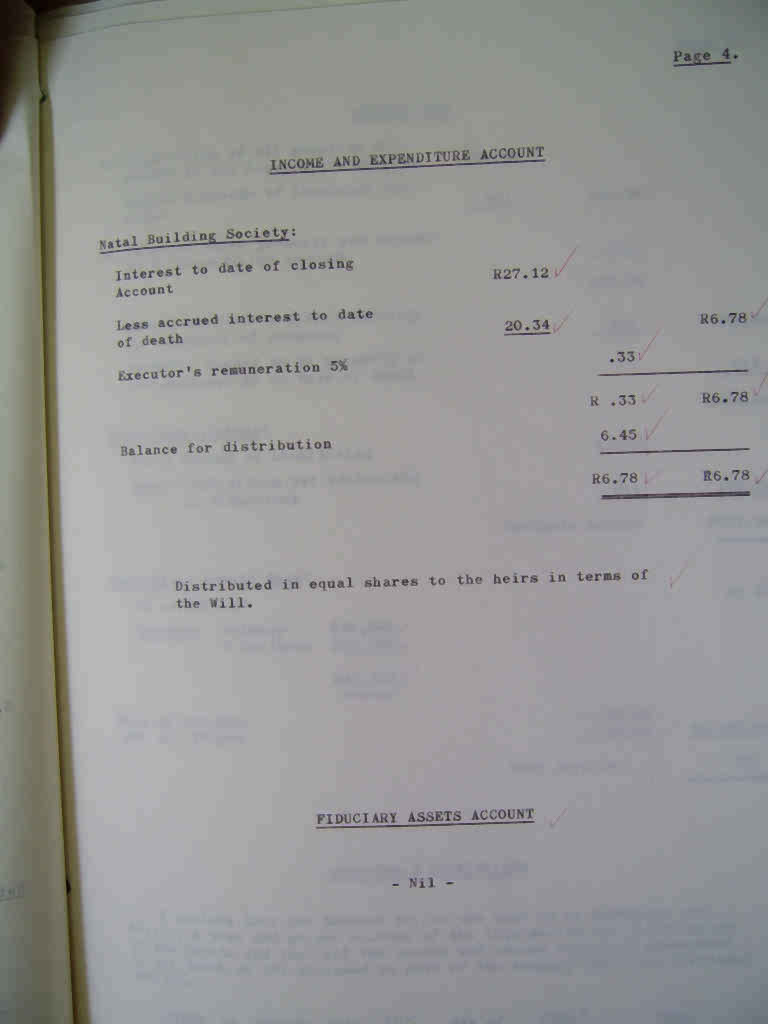 Page 4.
INCOME AND EXPENDITURE ACCOUNT
Natal Building Society:
Interest to date of closing
Account R27.12
Less accrued interest to date
of death 20.34 R6.78
Executor's remuneration 5% .33
R .33 R6.78
Balance for distribution 6.45
R6.78 R6.78
Distributed in equal shares to the heirs in terms of
the Will.
FIDUCIARY ASSETS ACCOUNT
- Nil -